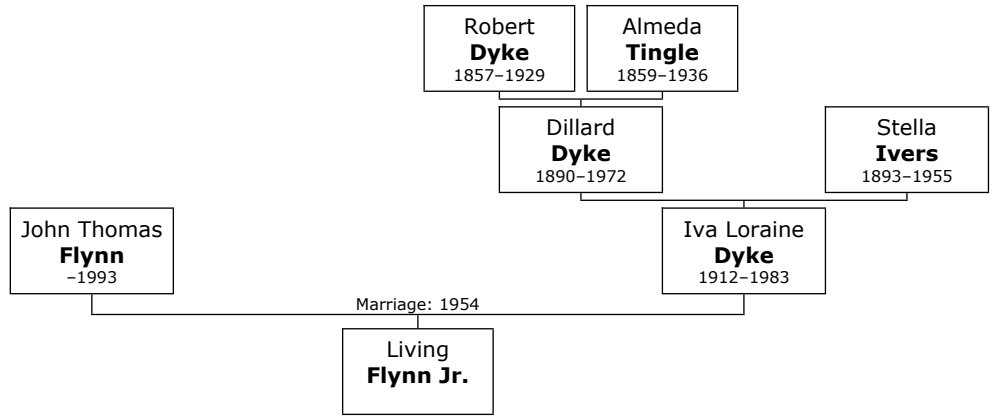 Robert
Dyke
1857–1929
Almeda
Tingle
1859–1936
Dillard
Dyke
1890–1972
Stella
Ivers
1893–1955
John Thomas
Flynn
–1993
Iva Loraine
Dyke
1912–1983
Marriage: 1954
Living
Flynn Jr.